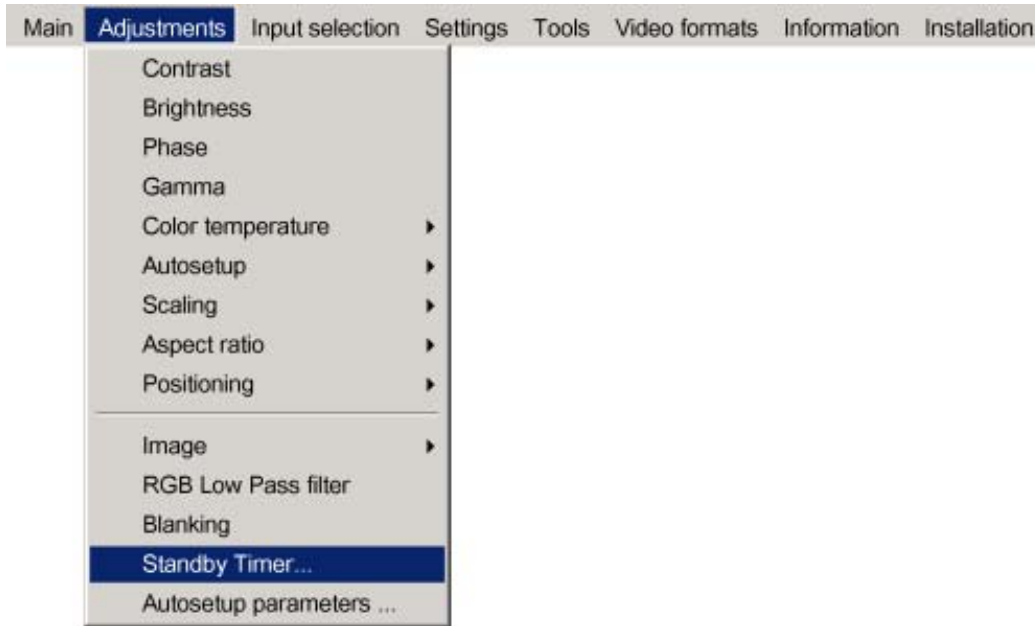 Main Adjustments Input selection Settings Tools Video formats Information Installation
Contrast
Brightness
Phase
Gamma
Color temperature
Autosetup
Scaling
Aspect ratio
Positioning
Image
RGB Low Pass filter
Blanking
Standby Timer...
Autosetup parameters ...